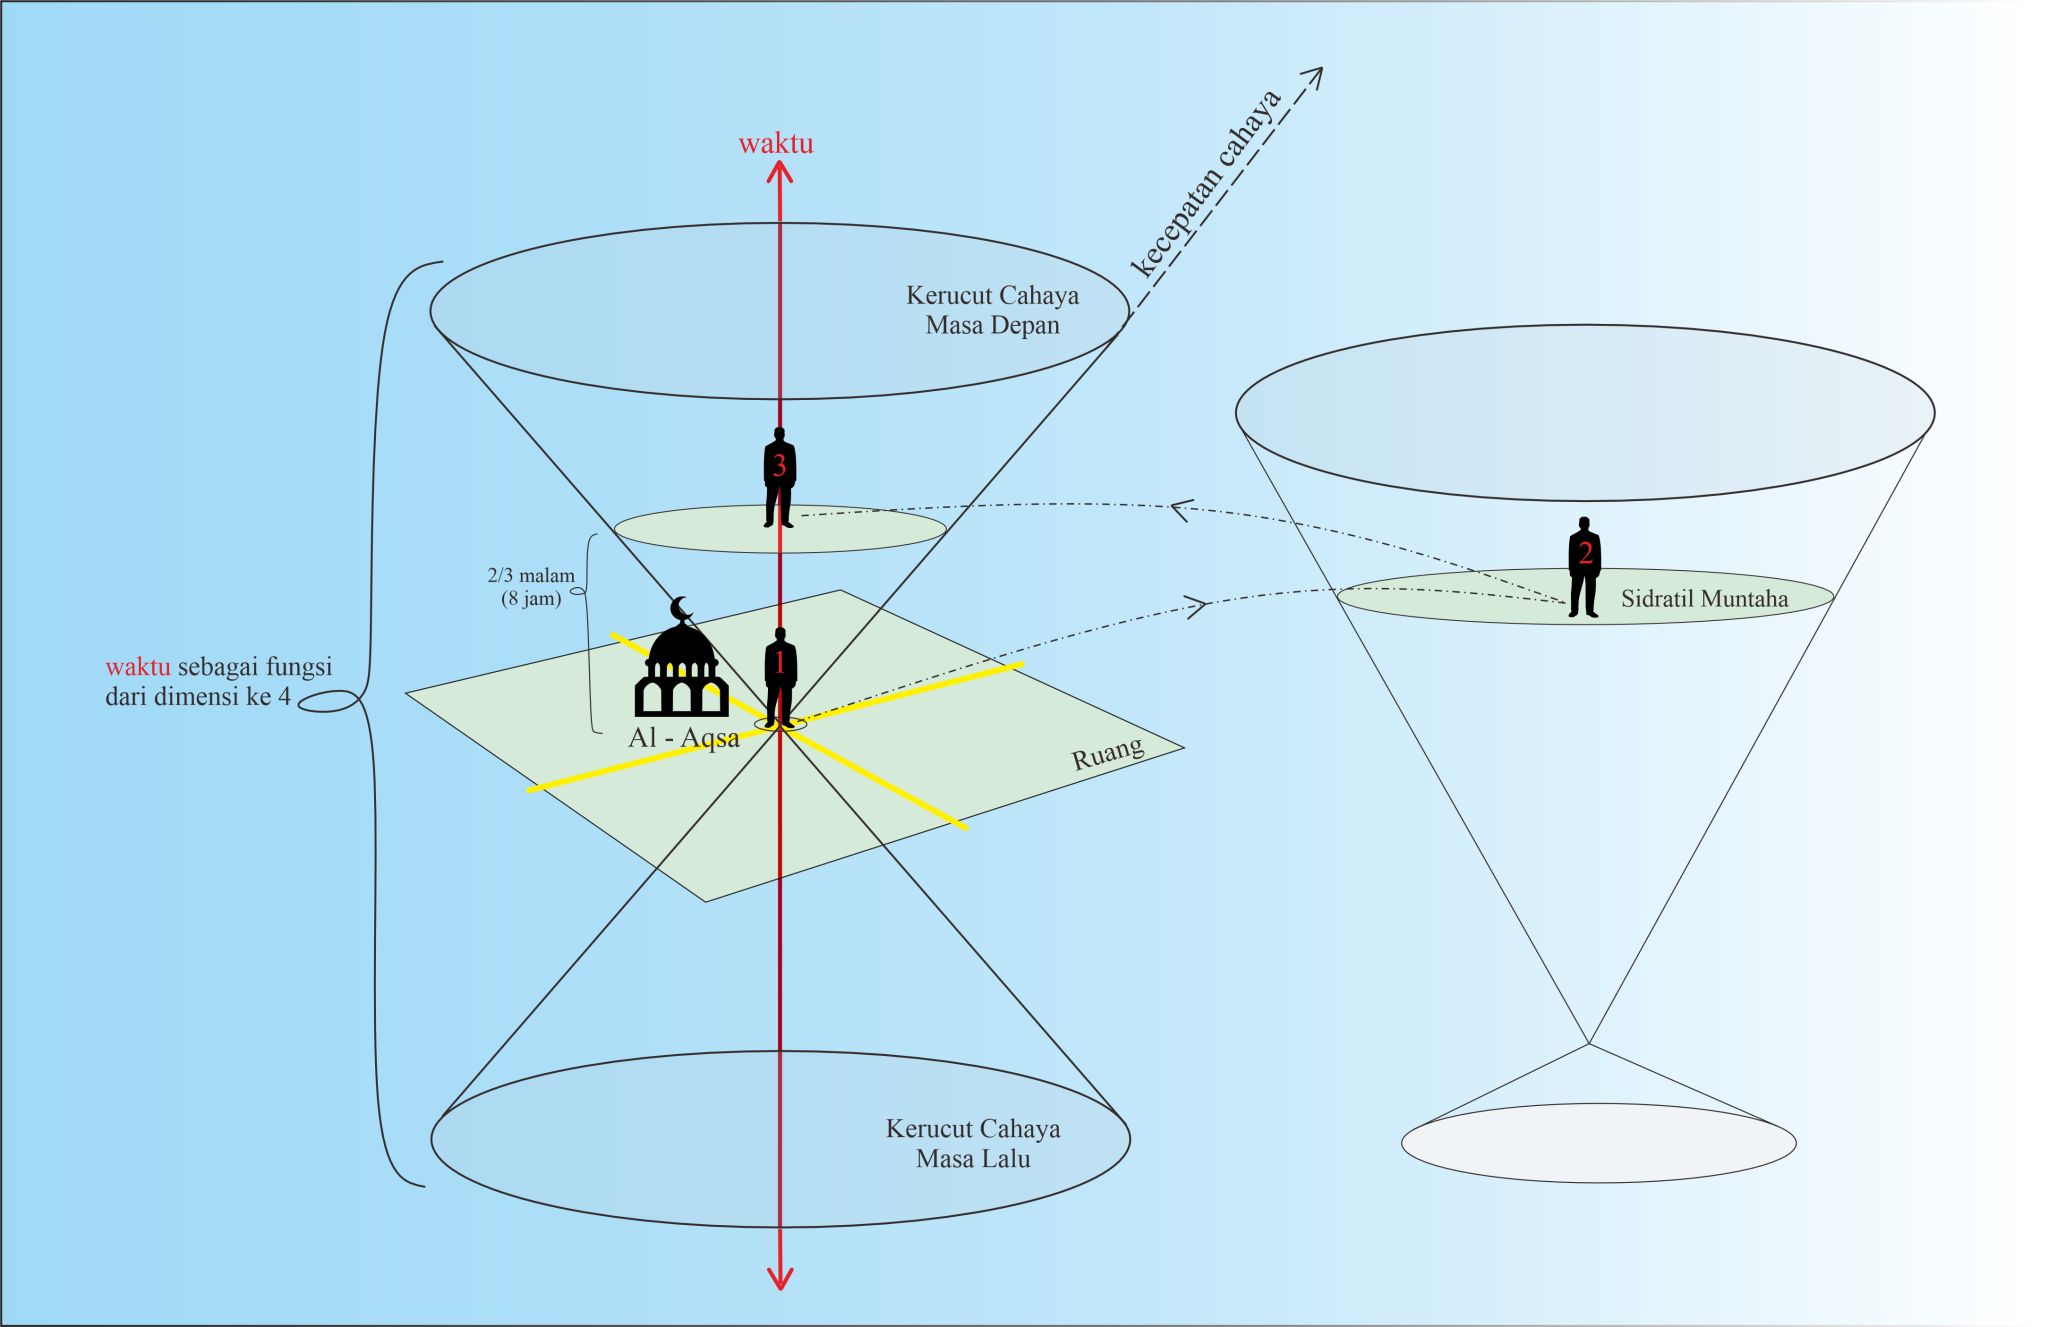 waktu
kecepatan cahaya
Kerucut Cahaya
Masa Depan
3
2
Sidratil Muntaha
2/3 malam
(8 jam)
1
waktu sebagai fungsi
dari dimensi ke 4
Al - Aqsa
Ruang
Kerucut Cahaya
Masa Lalu